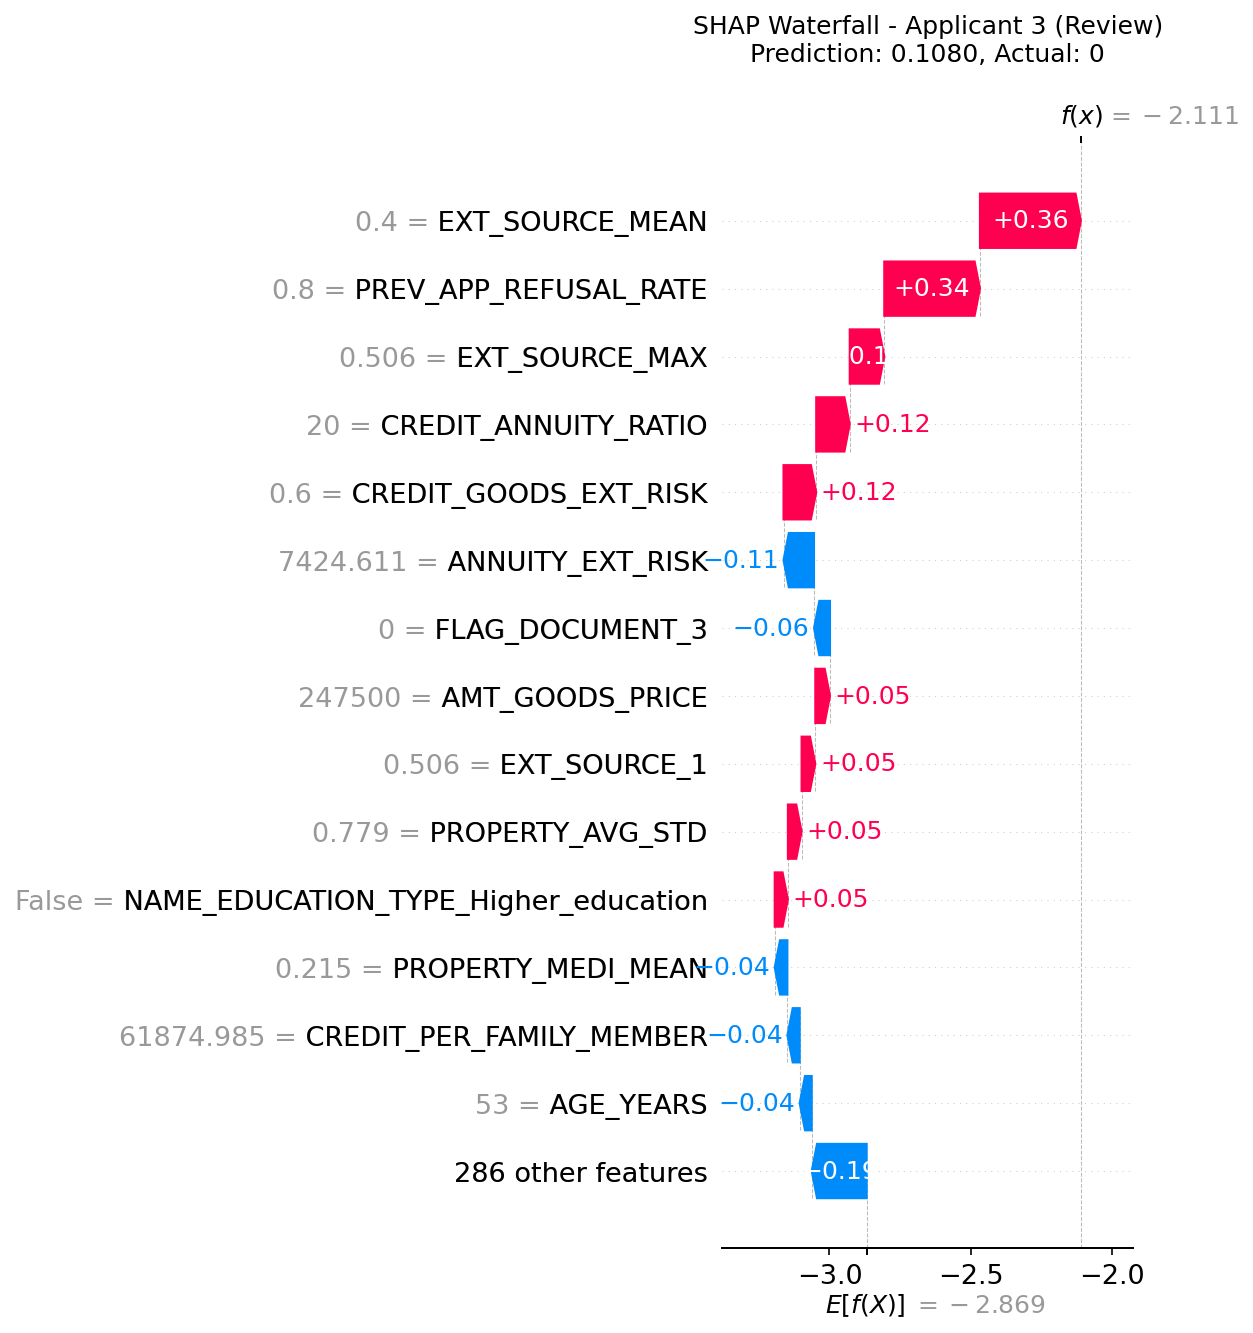 SHAP Waterfall - Applicant 3 (Review)
Prediction: 0.1080, Actual: 0
f(x) = −2.111
0.4 = EXT_SOURCE_MEAN +0.36
0.8 = PREV_APP_REFUSAL_RATE +0.34
0.506 = EXT_SOURCE_MAX 0.1
20 = CREDIT_ANNUITY_RATIO +0.12
0.6 = CREDIT_GOODS_EXT_RISK +0.12
7424.611 = ANNUITY_EXT_RISK −0.11
0 = FLAG_DOCUMENT_3 −0.06
247500 = AMT_GOODS_PRICE +0.05
0.506 = EXT_SOURCE_1 +0.05
0.779 = PROPERTY_AVG_STD +0.05
False = NAME_EDUCATION_TYPE_Higher_education +0.05
0.215 = PROPERTY_MEDI_MEAN −0.04
61874.985 = CREDIT_PER_FAMILY_MEMBER −0.04
53 = AGE_YEARS −0.04
286 other features −0.19
−3.0 −2.5 −2.0
E[f(X)] = −2.869